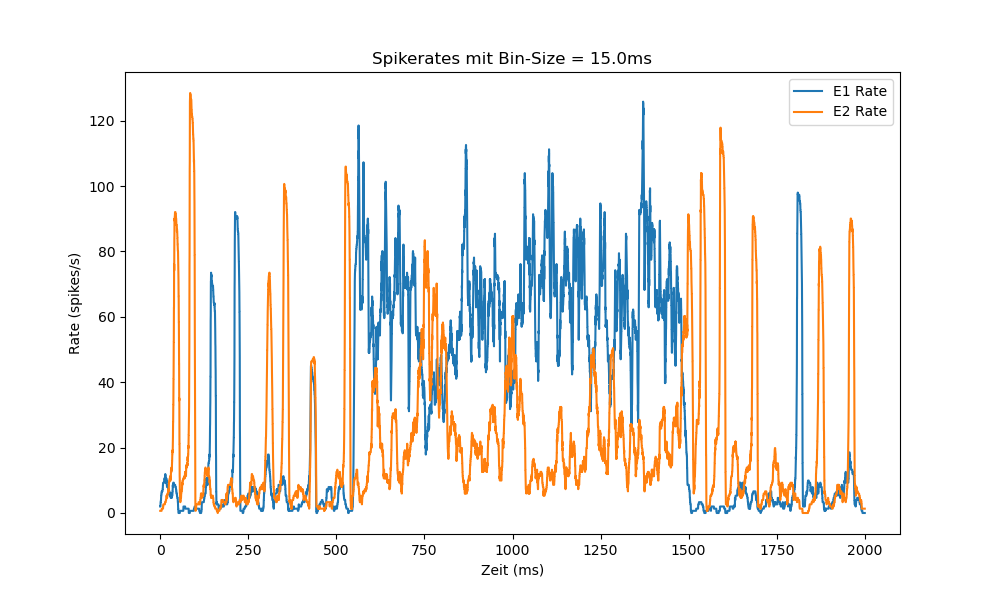 Spikerates mit Bin-Size = 15.0ms
E1 Rate
E2 Rate
120
100
80
60
40
20
0
Rate (spikes/s)
0 250 500 750 1000 1250 1500 1750 2000
Zeit (ms)